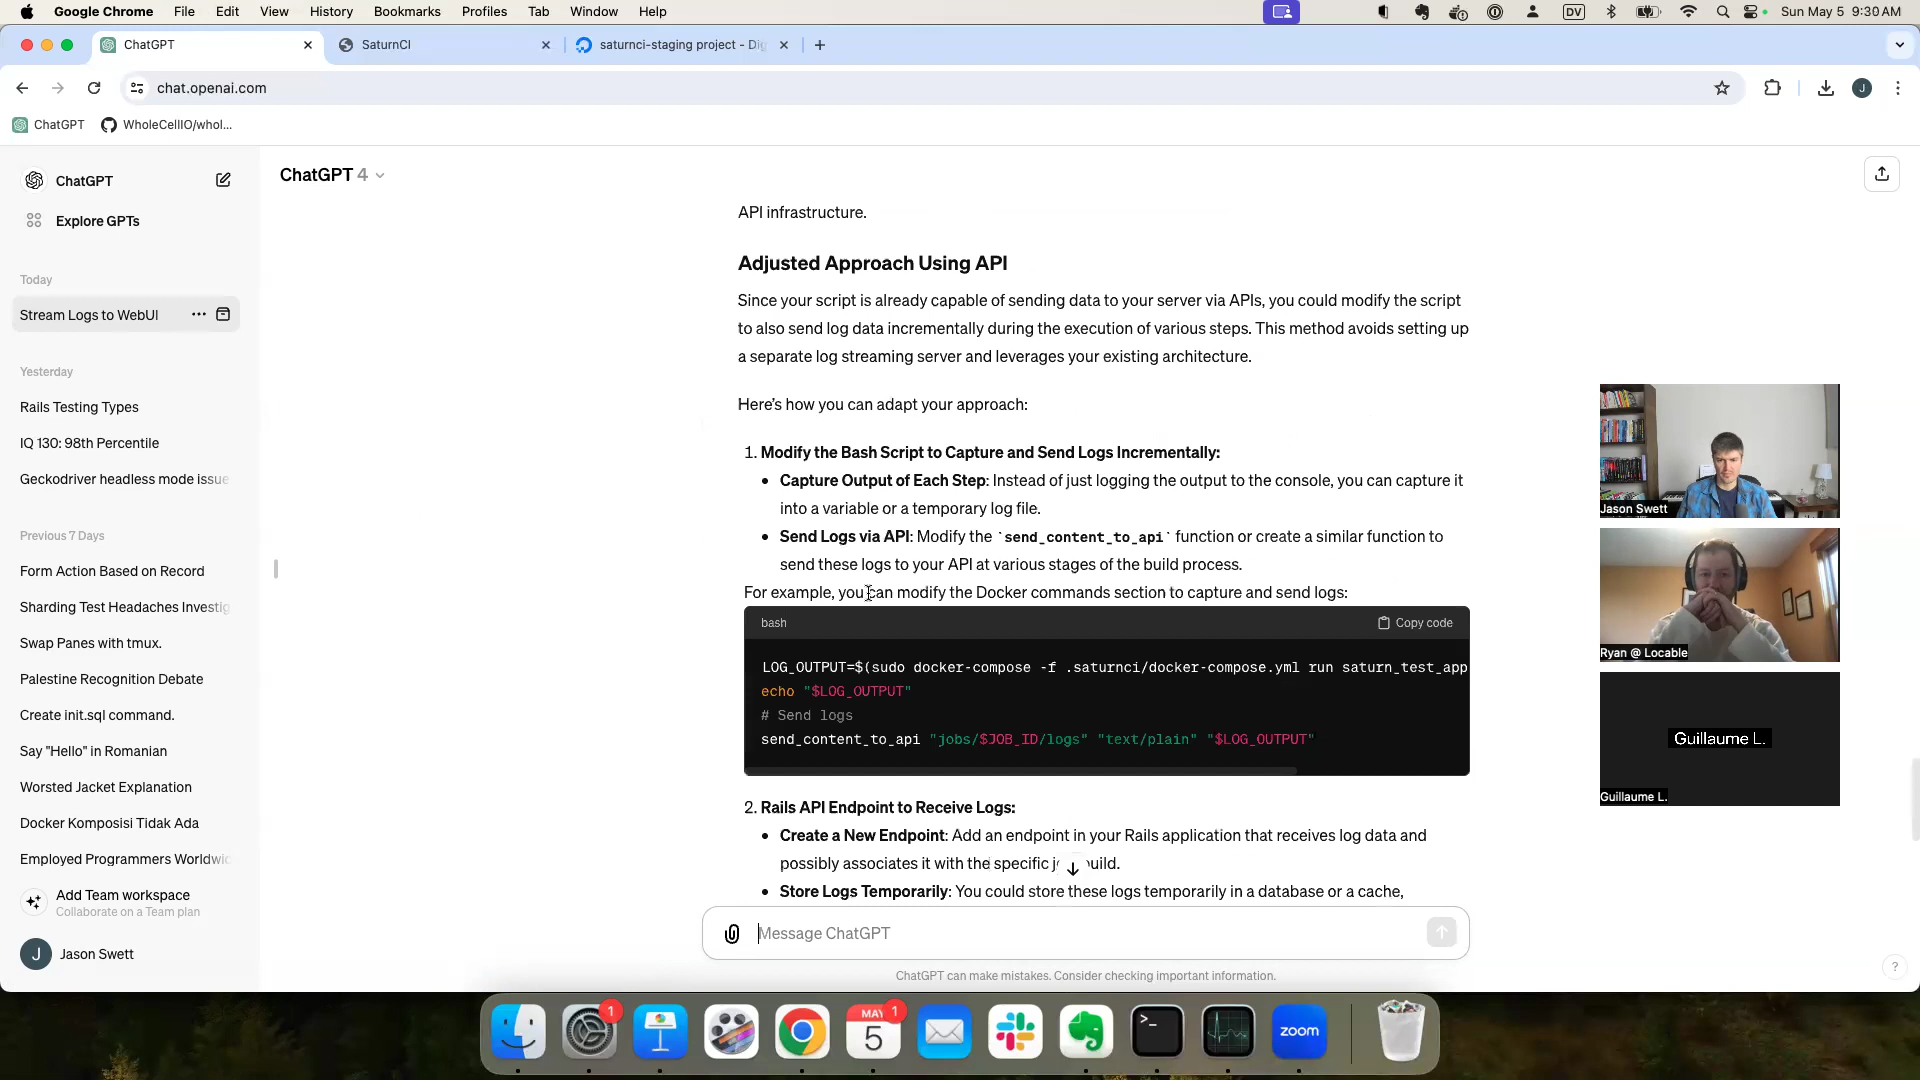 Google Chrome File Edit View History Bookmarks Profiles Tab Window Help
DV
Sun May 5 9:30 AM
ChatGPT
SaturnCI
saturnci-staging project - Dig
chat.openai.com
J
ChatGPT
WholeCellIO/whol...
ChatGPT
Explore GPTs
Today
Stream Logs to WebUI
Yesterday
Rails Testing Types
IQ 130: 98th Percentile
Geckodriver headless mode issue
Previous 7 Days
Form Action Based on Record
Sharding Test Headaches Investig
Swap Panes with tmux.
Palestine Recognition Debate
Create init.sql command.
Say "Hello" in Romanian
Worsted Jacket Explanation
Docker Komposisi Tidak Ada
Employed Programmers Worldwid
Add Team workspace
Collaborate on a Team plan
J
Jason Swett
ChatGPT 4
API infrastructure.
Adjusted Approach Using API
Since your script is already capable of sending data to your server via APIs, you could modify the script
to also send log data incrementally during the execution of various steps. This method avoids setting up
a separate log streaming server and leverages your existing architecture.
Here's how you can adapt your approach:
1. Modify the Bash Script to Capture and Send Logs Incrementally:
• Capture Output of Each Step: Instead of just logging the output to the console, you can capture it
into a variable or a temporary log file.
• Send Logs via API: Modify the `send_content_to_api` function or create a similar function to
send these logs to your API at various stages of the build process.
For example, you can modify the Docker commands section to capture and send logs:
bash
Copy code
LOG_OUTPUT=$(sudo docker-compose -f .saturnci/docker-compose.yml run saturn_test_app
echo "$LOG_OUTPUT"
# Send logs
send_content_to_api "jobs/$JOB_ID/logs" "text/plain" "$LOG_OUTPUT"
2. Rails API Endpoint to Receive Logs:
• Create a New Endpoint: Add an endpoint in your Rails application that receives log data and
possibly associates it with the specific build.
• Store Logs Temporarily: You could store these logs temporarily in a database or a cache,
Message ChatGPT
ChatGPT can make mistakes. Consider checking important information.
?
Jason Swett
Ryan @ Locable
Guillaume L.
Guillaume L.
1
MAY
5
1
zoom